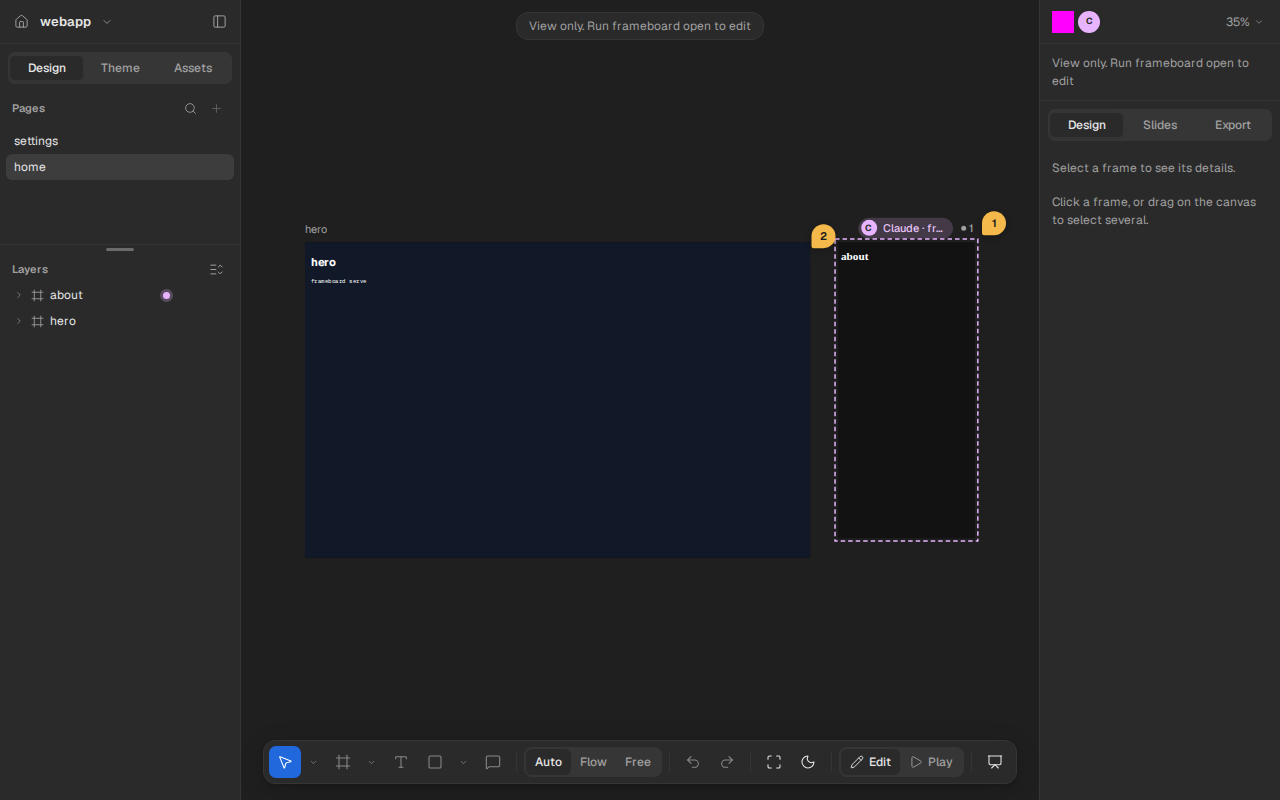 webapp
View only. Run frameboard open to edit
C
35%
Design
Theme
Assets
View only. Run frameboard open to
edit
Pages
Design
Slides
Export
settings
home
Select a frame to see its details.
Click a frame, or drag on the canvas
to select several.
Layers
about
hero
hero
2
C
Claude · fr...
1
1
hero
frameboard serve
about
Auto
Flow
Free
Edit
Play